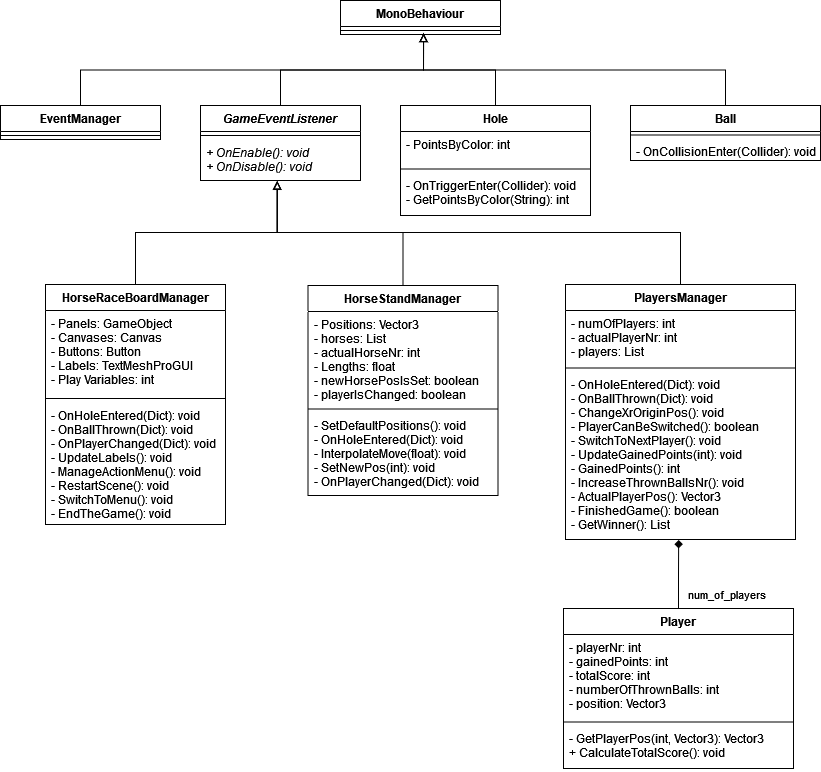 MonoBehaviour
EventManager
GameEventListener
+ OnEnable(): void
+ OnDisable(): void
Hole
- PointsByColor: int
- OnTriggerEnter(Collider): void
- GetPointsByColor(String): int
Ball
- OnCollisionEnter(Collider): void
HorseRaceBoardManager
- Panels: GameObject
- Canvases: Canvas
- Buttons: Button
- Labels: TextMeshProGUI
- Play Variables: int
- OnHoleEntered(Dict): void
- OnBallThrown(Dict): void
- OnPlayerChanged(Dict): void
- UpdateLabels(): void
- ManageActionMenu(): void
- RestartScene(): void
- SwitchToMenu(): void
- EndTheGame(): void
HorseStandManager
- Positions: Vector3
- horses: List
- actualHorseNr: int
- Lengths: float
- newHorsePosIsSet: boolean
- playerIsChanged: boolean
- SetDefaultPositions(): void
- OnHoleEntered(Dict): void
- InterpolateMove(float): void
- SetNewPos(int): void
- OnPlayerChanged(Dict): void
PlayersManager
- numOfPlayers: int
- actualPlayerNr: int
- players: List
- OnHoleEntered(Dict): void
- OnBallThrown(Dict): void
- ChangeXrOriginPos(): void
- PlayerCanBeSwitched(): boolean
- SwitchToNextPlayer(): void
- UpdateGainedPoints(int): void
- GainedPoints(): int
- IncreaseThrownBallsNr(): void
- ActualPlayerPos(): Vector3
- FinishedGame(): boolean
- GetWinner(): List
num_of_players
Player
- playerNr: int
- gainedPoints: int
- totalScore: int
- numberOfThrownBalls: int
- position: Vector3
- GetPlayerPos(int, Vector3): Vector3
+ CalculateTotalScore(): void